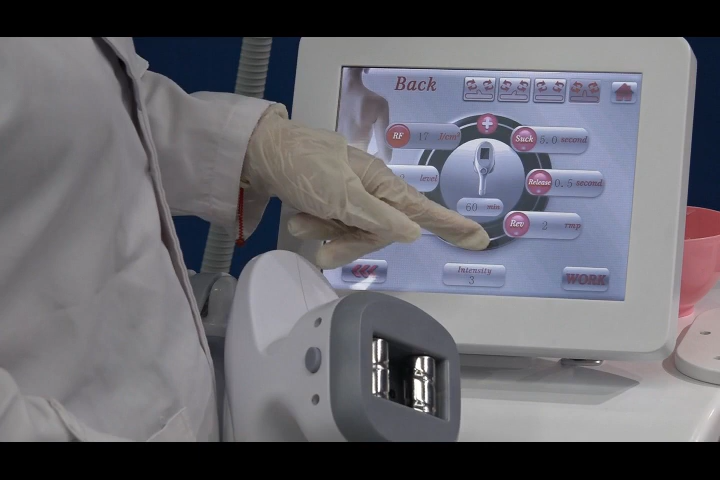 Back
RF 17 J/cm²
Suck 5.0 second
level
Release 0.5 second
60 min
Rev 2 rmp
Intensity
3
WORK